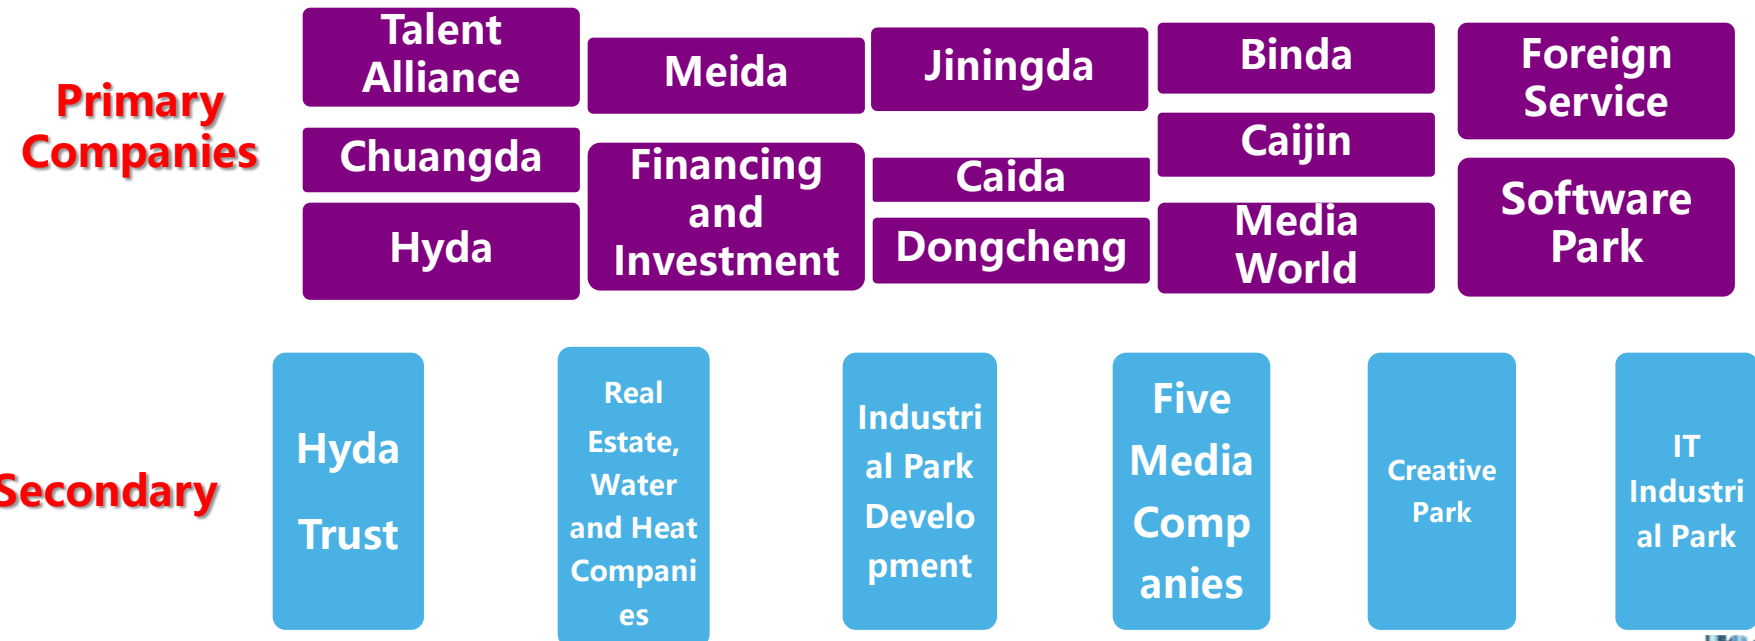 Primary
Companies
Talent
Alliance
Chuangda
Hyda
Meida
Financing
and
Investment
Jiningda
Caida
Dongcheng
Binda
Caijin
Media
World
Foreign
Service
Software
Park
Secondary
Hyda
Trust
Real
Estate,
Water
and Heat
Compani
es
Industri
al Park
Develo
pment
Five
Media
Comp
anies
Creative
Park
IT
Industri
al Park